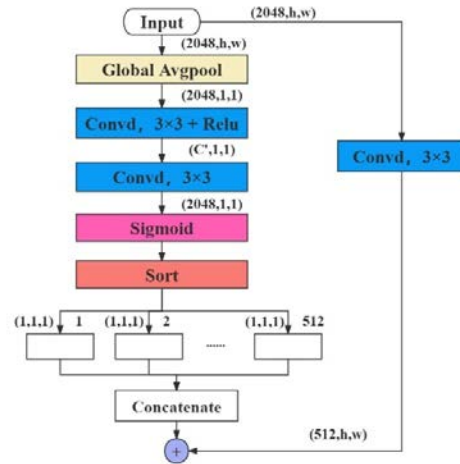 Input
(2048,h,w)
(2048,h,w)
Global Avgpool
(2048,1,1)
Convd, 3×3 + Relu
(C',1,1)
Convd, 3×3
Convd, 3×3
(2048,1,1)
Sigmoid
Sort
(1,1,1) 1 (1,1,1) 2 (1,1,1) 512
......
Concatenate
(512,h,w)
+